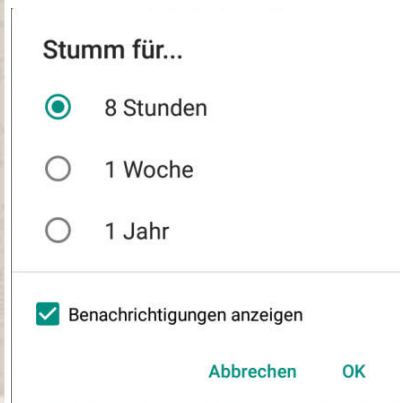 Stumm für...
8 Stunden
1 Woche
1 Jahr
Benachrichtigungen anzeigen
Abbrechen OK